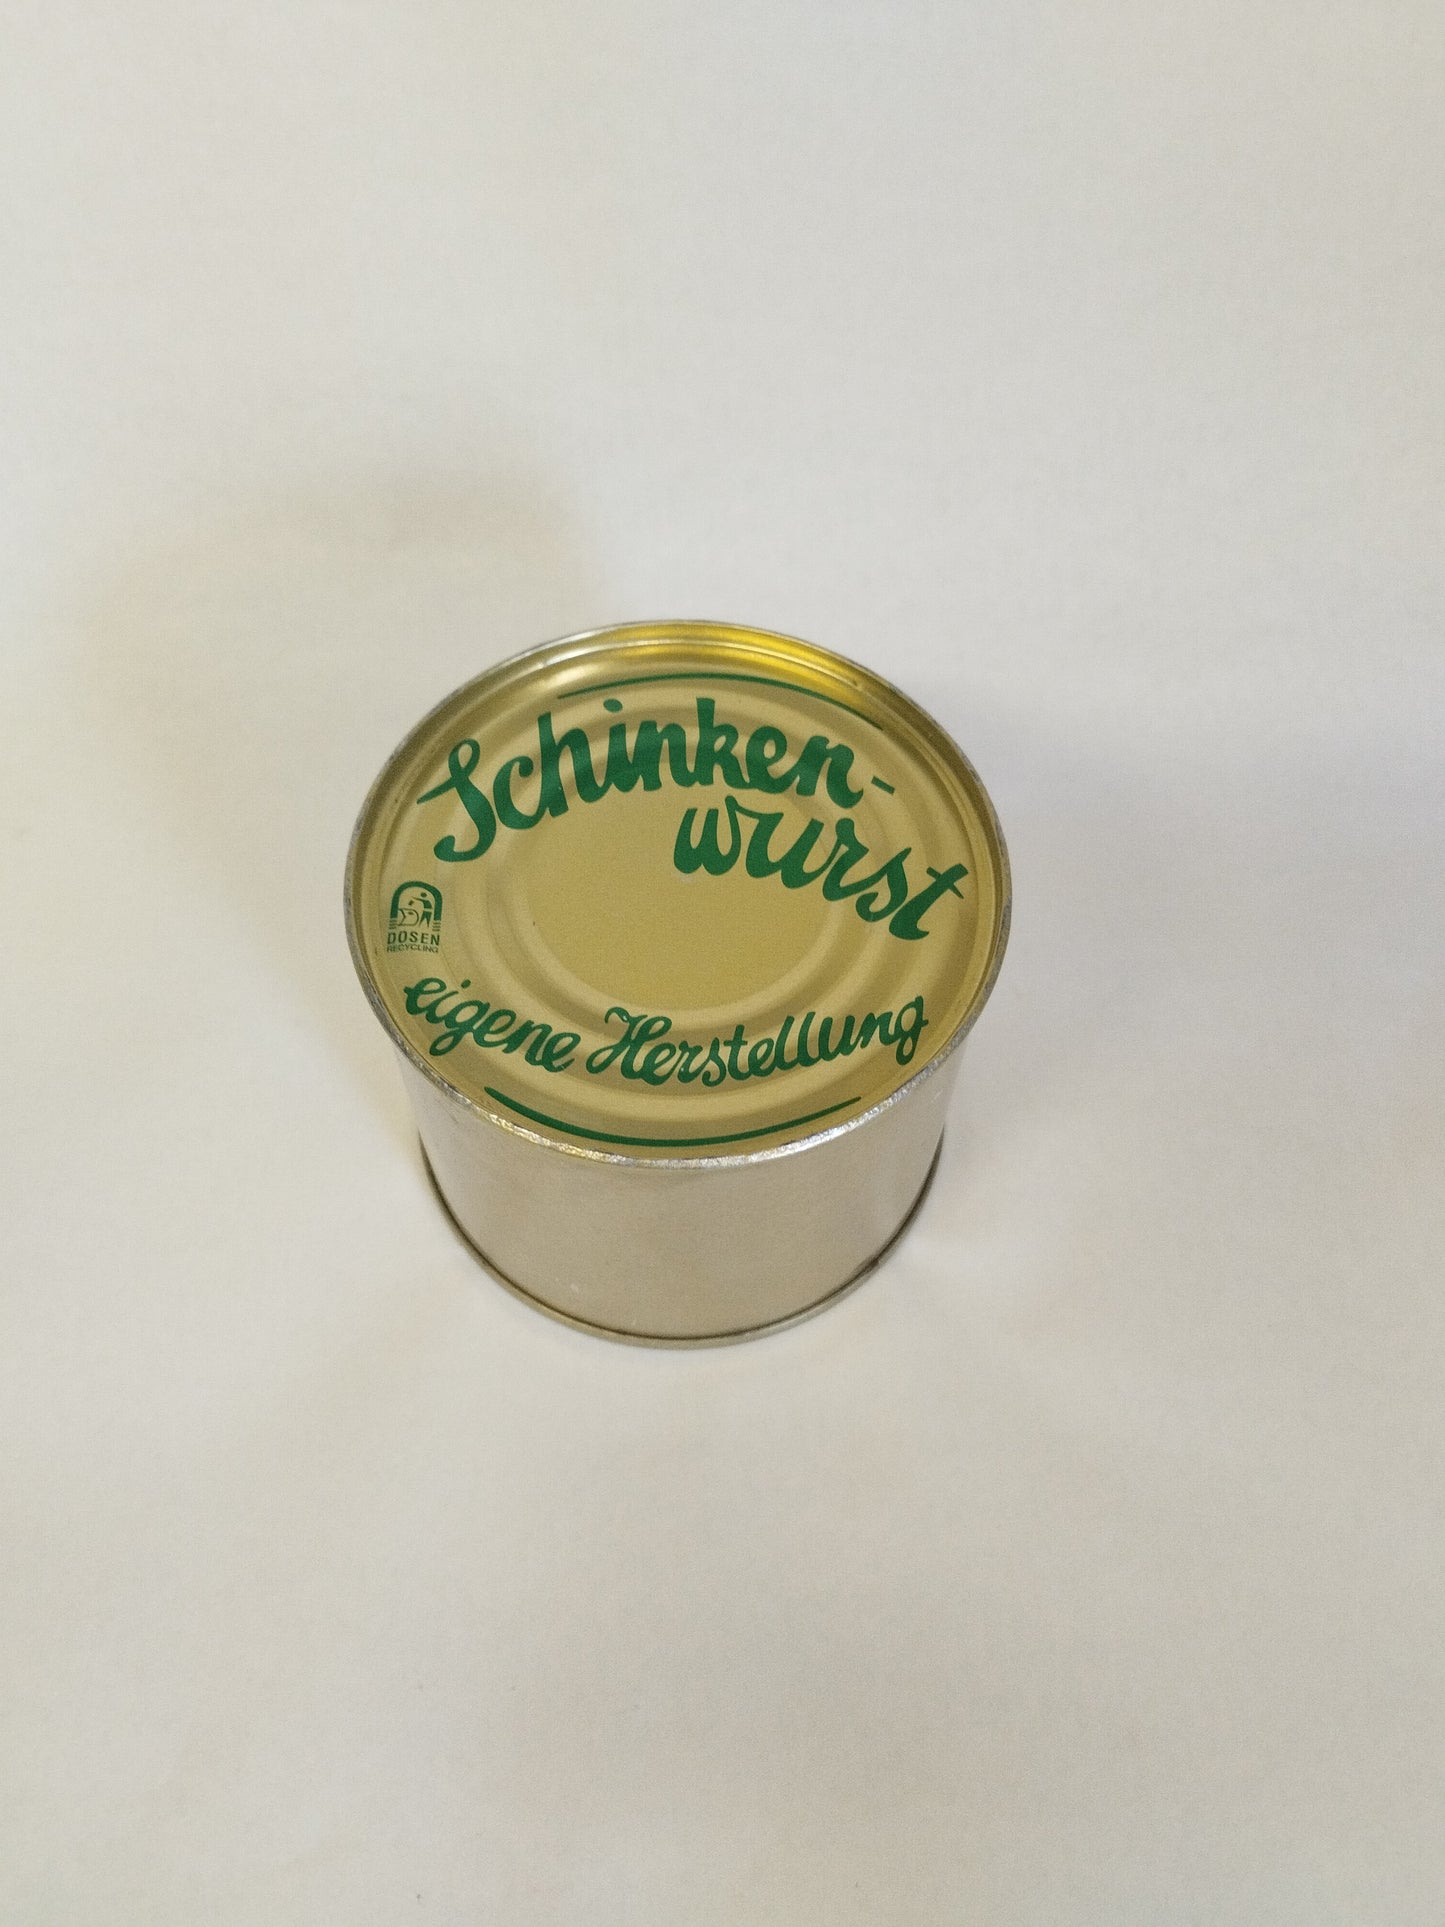 Schinken-
wurst
DOSEN
RECYCLING
eigene Herstellung